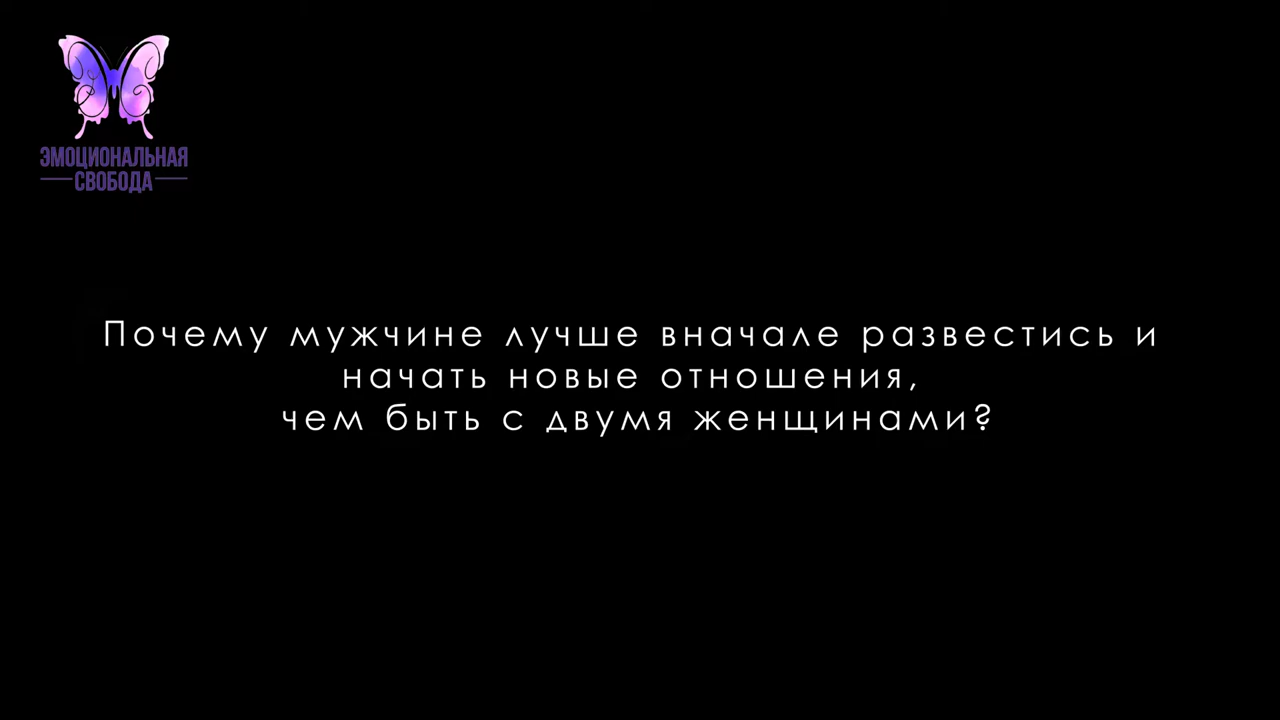 ЭМОЦИОНАЛЬНАЯ
СВОБОДА
Почему мужчине лучше вначале развестись и
начать новые отношения,
чем быть с двумя женщинами?